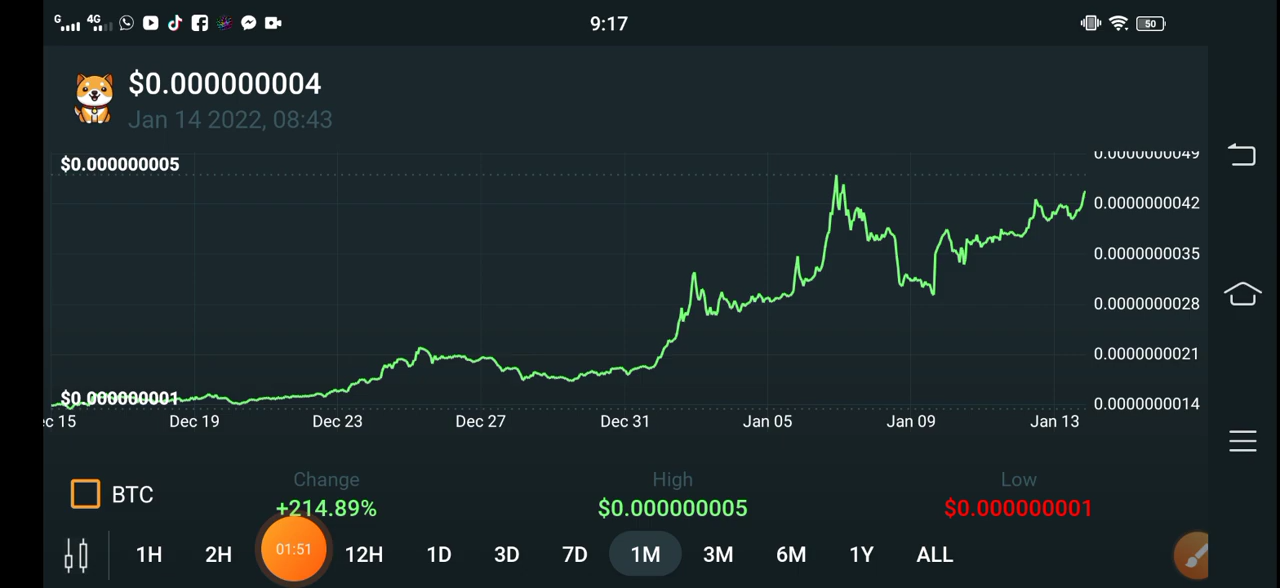 G 4G 9:17 50
$0.000000004
Jan 14 2022, 08:43
$0.000000005
0.0000000049
0.0000000042
0.0000000035
0.0000000028
0.0000000021
$0.000000001
0.0000000014
c 15 Dec 19 Dec 23 Dec 27 Dec 31 Jan 05 Jan 09 Jan 13
Change High Low
BTC +214.89% $0.000000005 $0.000000001
01:51
1H 2H 12H 1D 3D 7D 1M 3M 6M 1Y ALL